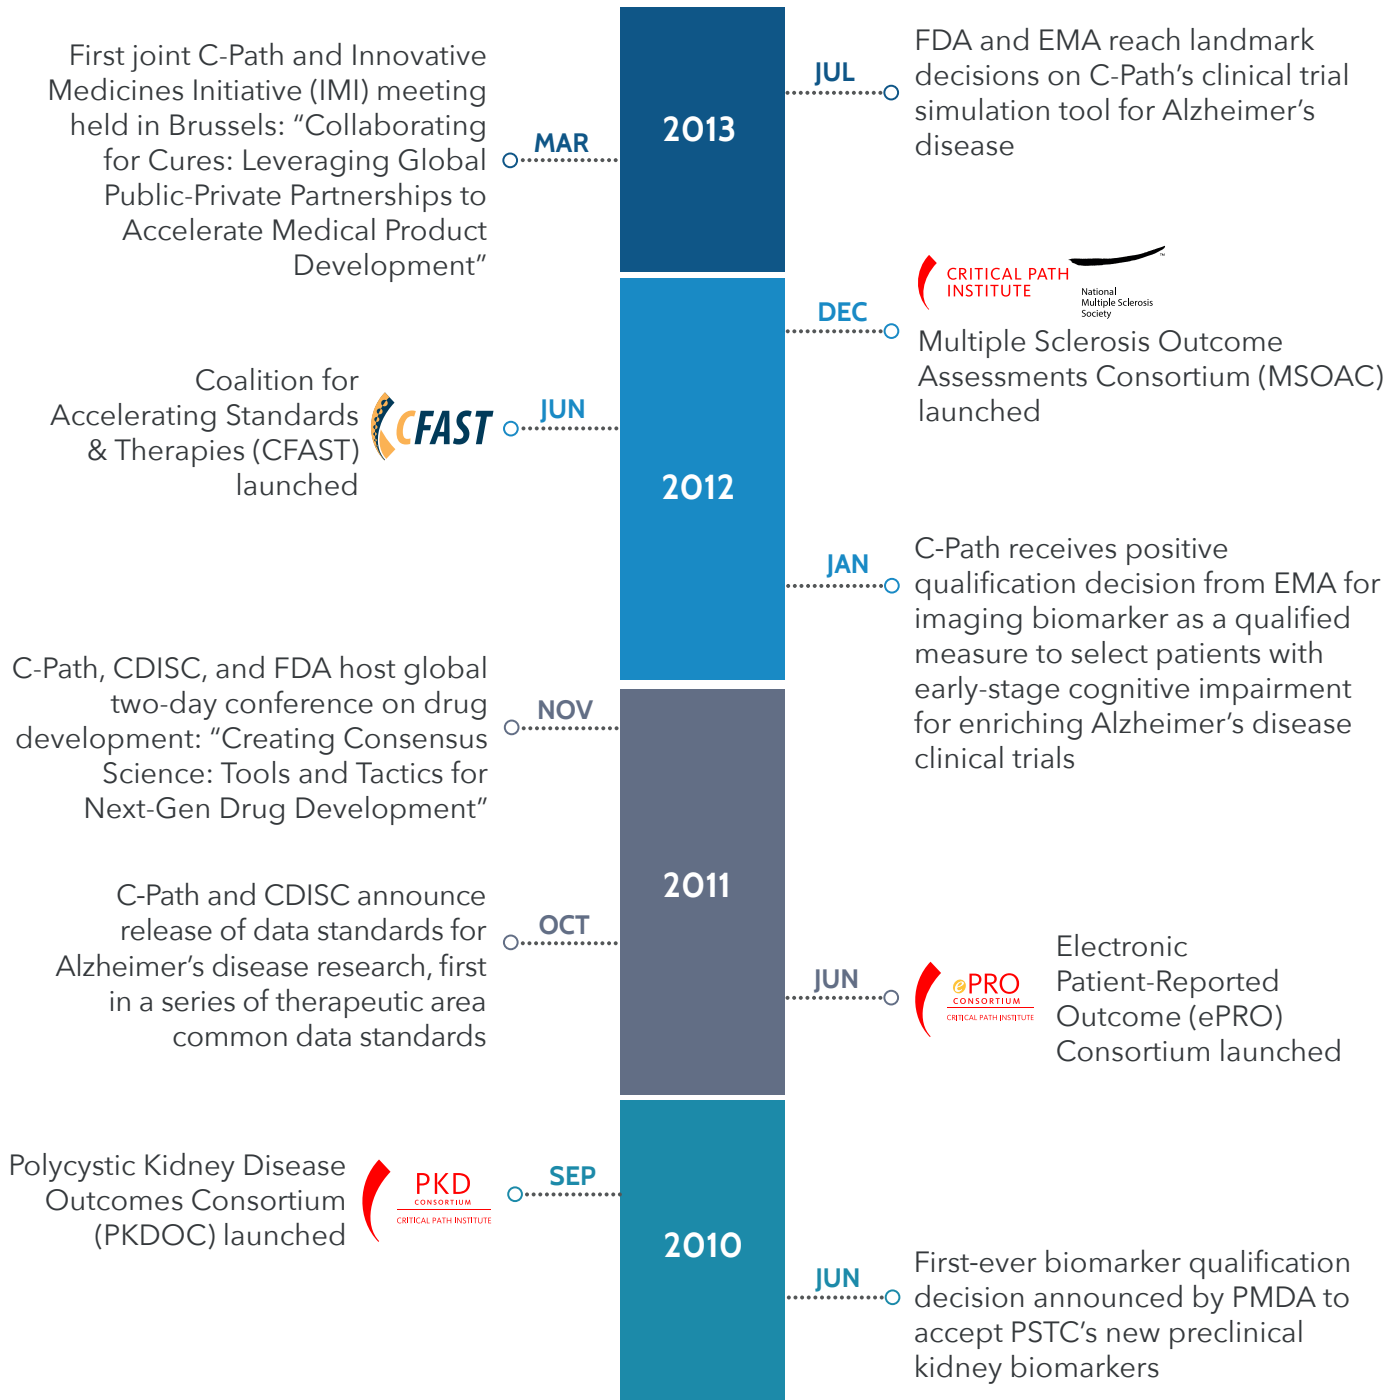 2013
JUL
FDA and EMA reach landmark
decisions on C-Path’s clinical trial
simulation tool for Alzheimer’s
disease
MAR
First joint C-Path and Innovative
Medicines Initiative (IMI) meeting
held in Brussels: “Collaborating
for Cures: Leveraging Global
Public-Private Partnerships to
Accelerate Medical Product
Development”
2012
DEC
CRITICAL PATH
INSTITUTE
National
Multiple Sclerosis
Society
™
Multiple Sclerosis Outcome
Assessments Consortium (MSOAC)
launched
JUN
Coalition for
Accelerating Standards
& Therapies (CFAST)
launched
CFAST
JAN
C-Path receives positive
qualification decision from EMA for
imaging biomarker as a qualified
measure to select patients with
early-stage cognitive impairment
for enriching Alzheimer’s disease
clinical trials
2011
NOV
C-Path, CDISC, and FDA host global
two-day conference on drug
development: “Creating Consensus
Science: Tools and Tactics for
Next-Gen Drug Development”
OCT
C-Path and CDISC announce
release of data standards for
Alzheimer’s disease research, first
in a series of therapeutic area
common data standards
JUN
ePRO
CONSORTIUM
CRITICAL PATH INSTITUTE
Electronic
Patient-Reported
Outcome (ePRO)
Consortium launched
2010
SEP
Polycystic Kidney Disease
Outcomes Consortium
(PKDOC) launched
PKD
CONSORTIUM
CRITICAL PATH INSTITUTE
JUN
First-ever biomarker qualification
decision announced by PMDA to
accept PSTC’s new preclinical
kidney biomarkers